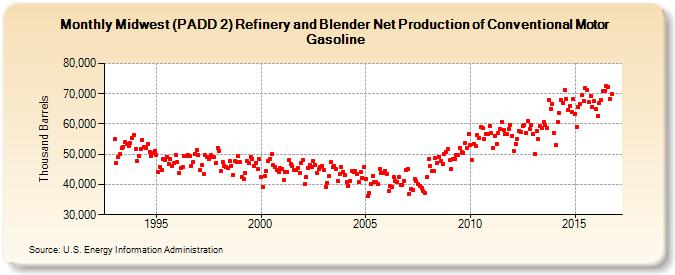 Monthly Midwest (PADD 2) Refinery and Blender Net Production of Conventional Motor
Gasoline
Thousand Barrels
80,000
70,000
60,000
50,000
40,000
30,000
1995
2000
2005
2010
2015
Source: U.S. Energy Information Administration